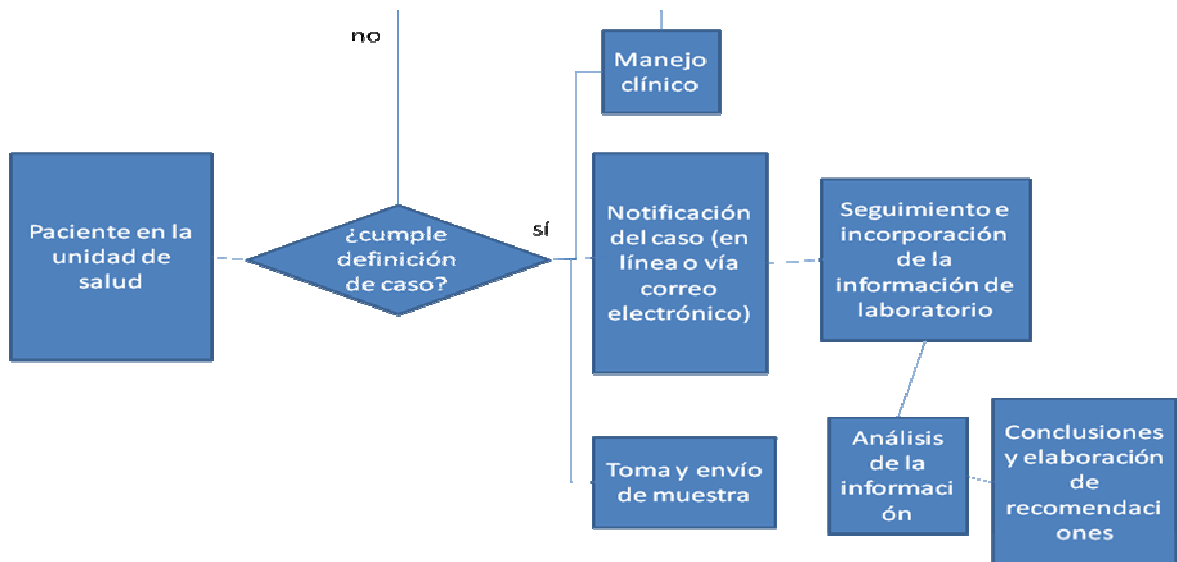 no
Manejo
clínico
Paciente en la
unidad de
salud
¿cumple
definición
de caso?
sí
Notificación
del caso (en
línea o vía
correo
electrónico)
Seguimiento e
incorporación
de la
información de
laboratorio
Toma y envío
de muestra
Análisis
de la
informaci
ón
Conclusiones
y elaboración
de
recomendaci
ones